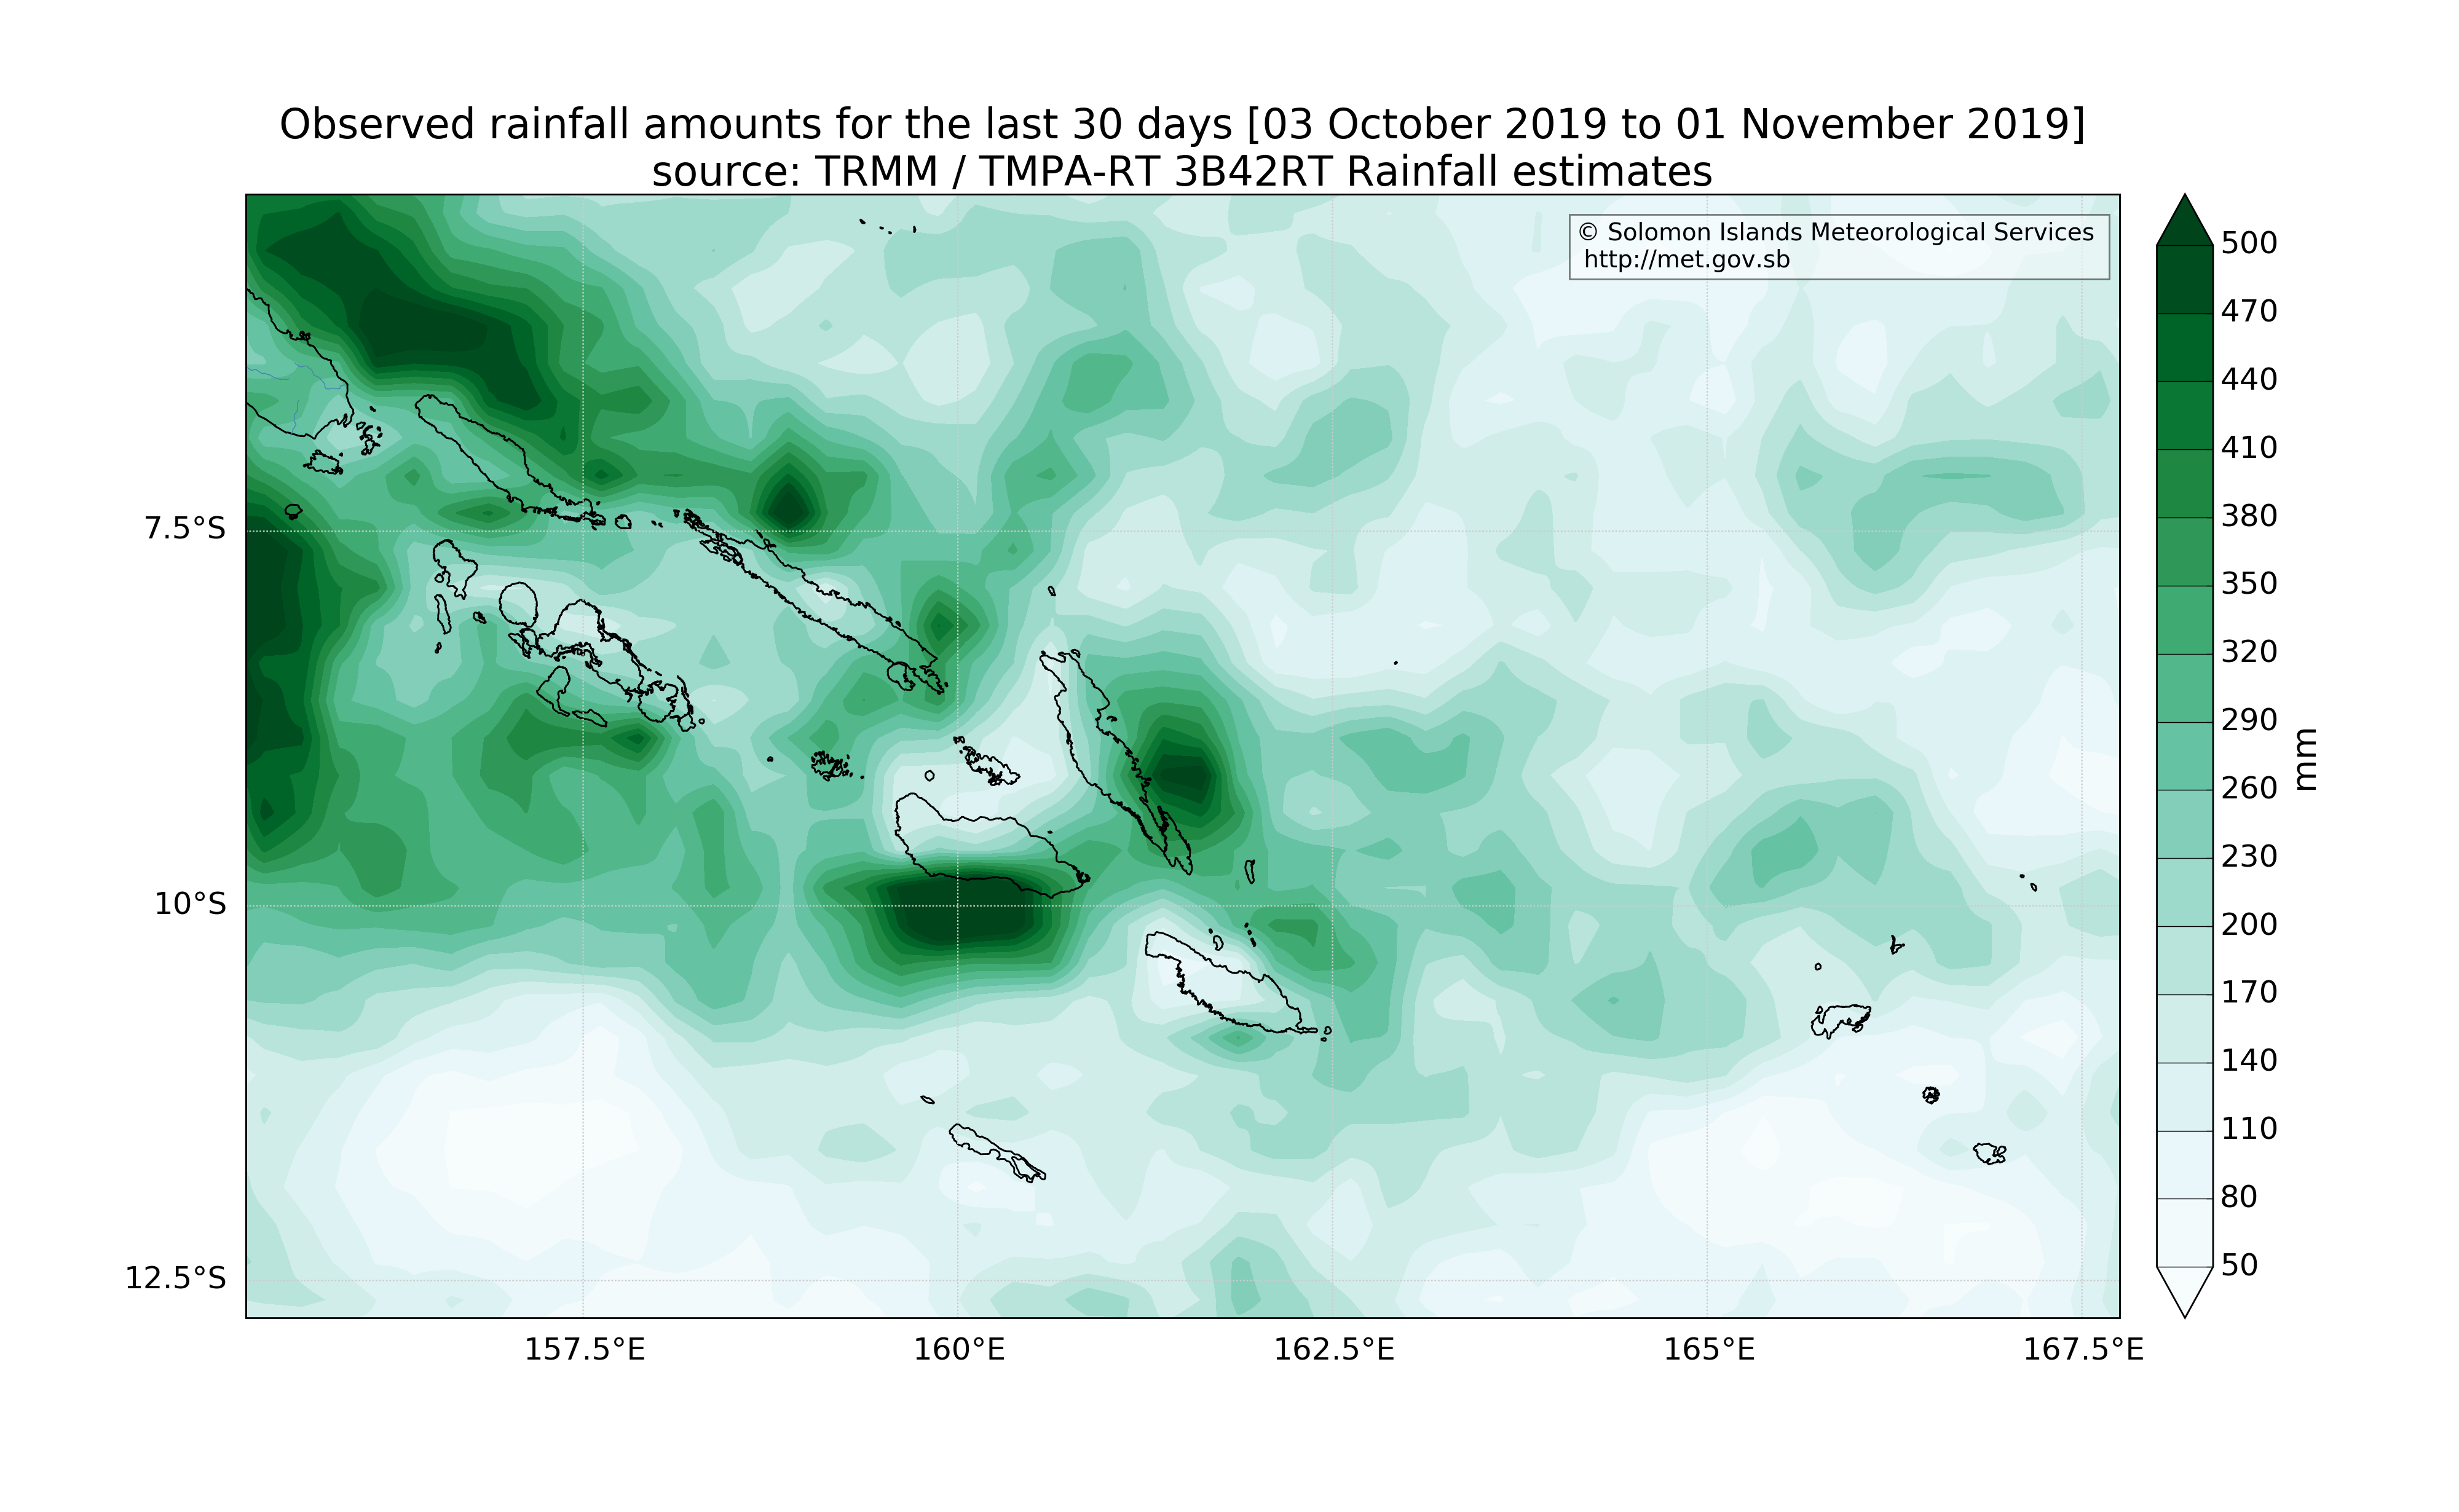 Observed rainfall amounts for the last 30 days [03 October 2019 to 01 November 2019]
source: TRMM / TMPA-RT 3B42RT Rainfall estimates
© Solomon Islands Meteorological Services
http://met.gov.sb
7.5°S
10°S
12.5°S
157.5°E
160°E
162.5°E
165°E
167.5°E
500
470
440
410
380
350
320
290
260
230
200
170
140
110
80
50
mm